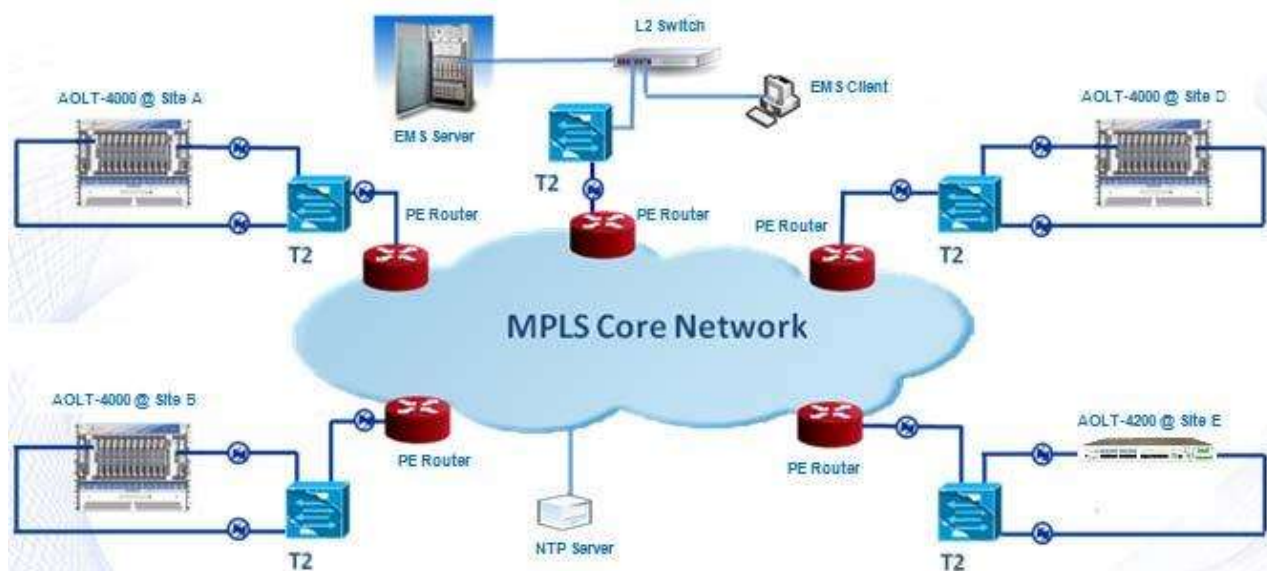 L2 Switch
AOLT-4000 @ Site A
EMS Server
EMS Client
AOLT-4000 @ Site D
T2
PE Router
PE Router
PE Router
T2
T2
MPLS Core Network
AOLT-4000 @ Site B
AOLT-4200 @ Site E
PE Router
PE Router
NTP Server
T2
T2